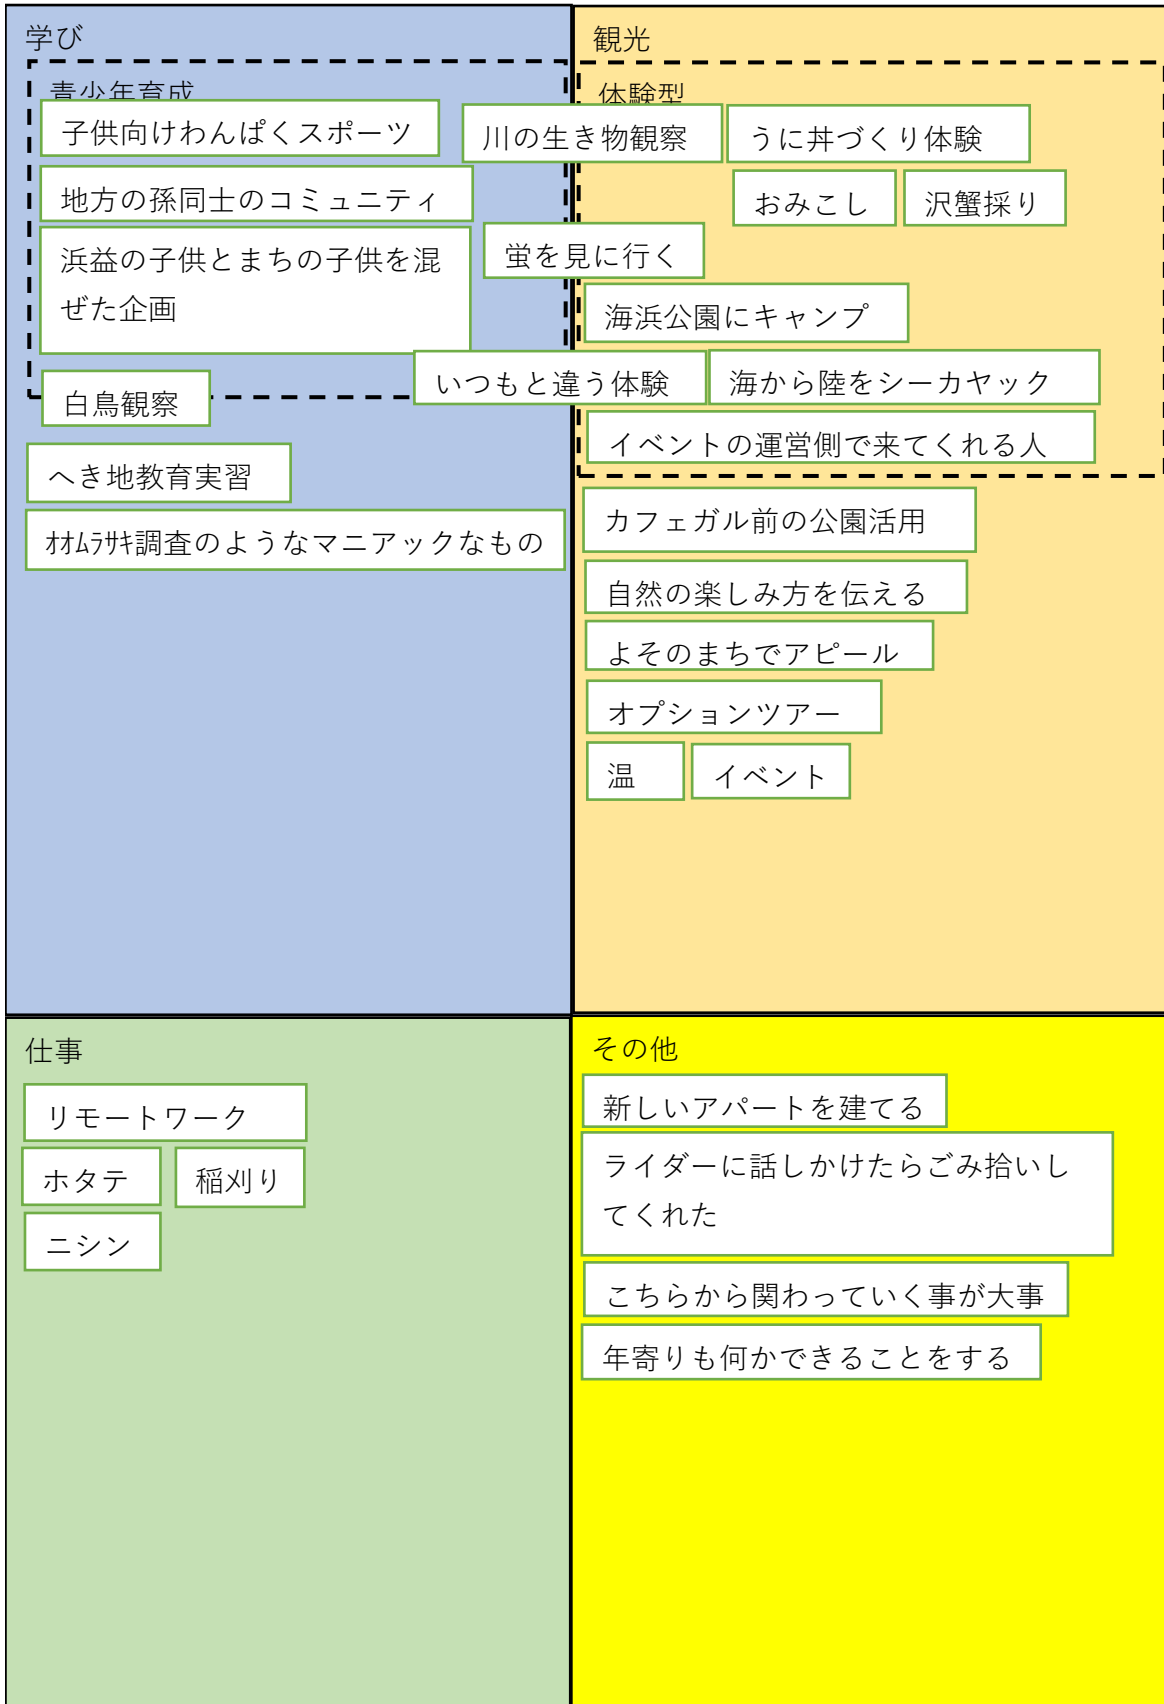 学び
青少年育成
子供向けわんぱくスポーツ
地方の孫同士のコミュニティ
浜益の子供とまちの子供を混
ぜた企画
白鳥観察
へき地教育実習
ｵｵﾑﾗｻｷ調査のようなマニアックなもの
川の生き物観察
蛍を見に行く
いつもと違う体験
観光
体験型
うに丼づくり体験
おみこし
沢蟹採り
海浜公園にキャンプ
海から陸をシーカヤック
イベントの運営側で来てくれる人
カフェガル前の公園活用
自然の楽しみ方を伝える
よそのまちでアピール
オプションツアー
温
イベント
仕事
リモートワーク
ホタテ
稲刈り
ニシン
その他
新しいアパートを建てる
ライダーに話しかけたらごみ拾いし
てくれた
こちらから関わっていく事が大事
年寄りも何かできることをする